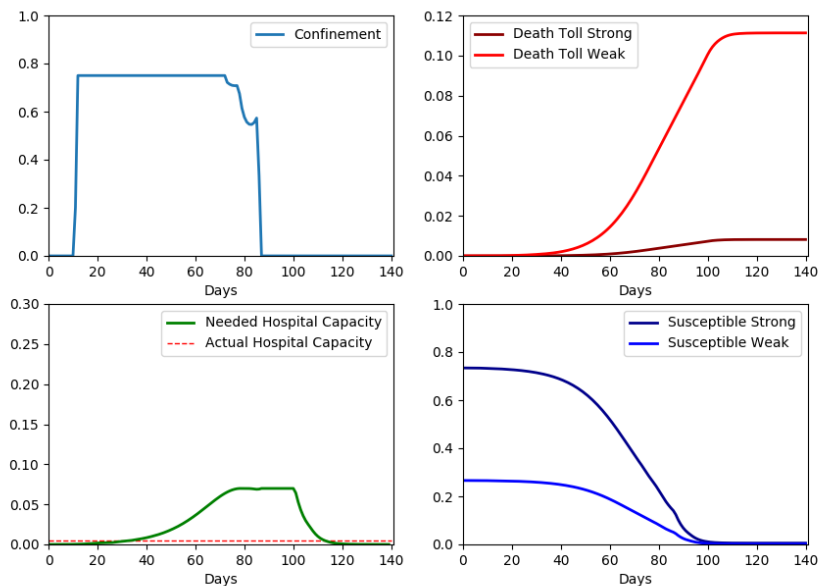 1.0
0.8
0.6
0.4
0.2
0.0
Confinement
0 20 40 60 80 100 120 140
Days
0.12
0.10
0.08
0.06
0.04
0.02
0.00
Death Toll Strong
Death Toll Weak
0 20 40 60 80 100 120 140
Days
0.30
0.25
0.20
0.15
0.10
0.05
0.00
Needed Hospital Capacity
Actual Hospital Capacity
0 20 40 60 80 100 120 140
Days
1.0
0.8
0.6
0.4
0.2
0.0
Susceptible Strong
Susceptible Weak
0 20 40 60 80 100 120 140
Days